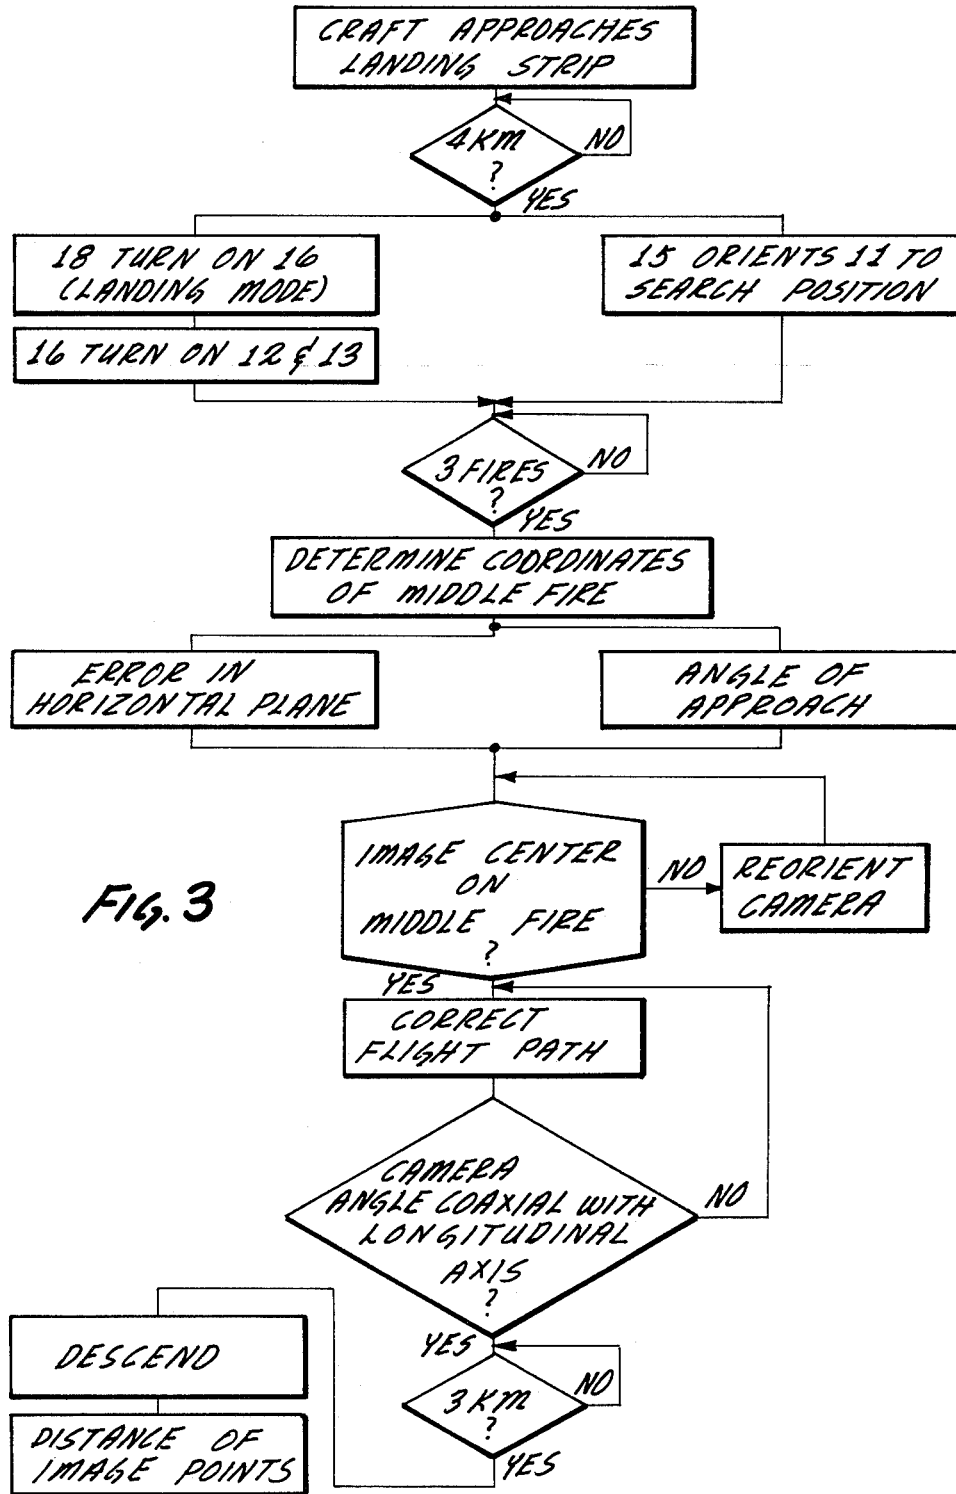 CRAFT APPROACHES
LANDING STRIP
4 KM
?
NO
YES
18 TURN ON 16
(LANDING MODE)
15 ORIENTS 11 TO
SEARCH POSITION
16 TURN ON 12 & 13
3 FIRES
?
NO
YES
DETERMINE COORDINATES
OF MIDDLE FIRE
ERROR IN
HORIZONTAL PLANE
ANGLE OF
APPROACH
IMAGE CENTER
ON
MIDDLE FIRE
?
NO
REORIENT
CAMERA
FIG. 3
YES
CORRECT
FLIGHT PATH
CAMERA
ANGLE COAXIAL WITH
LONGITUDINAL
AXIS
?
NO
YES
DESCEND
3 KM
?
NO
YES
DISTANCE OF
IMAGE POINTS